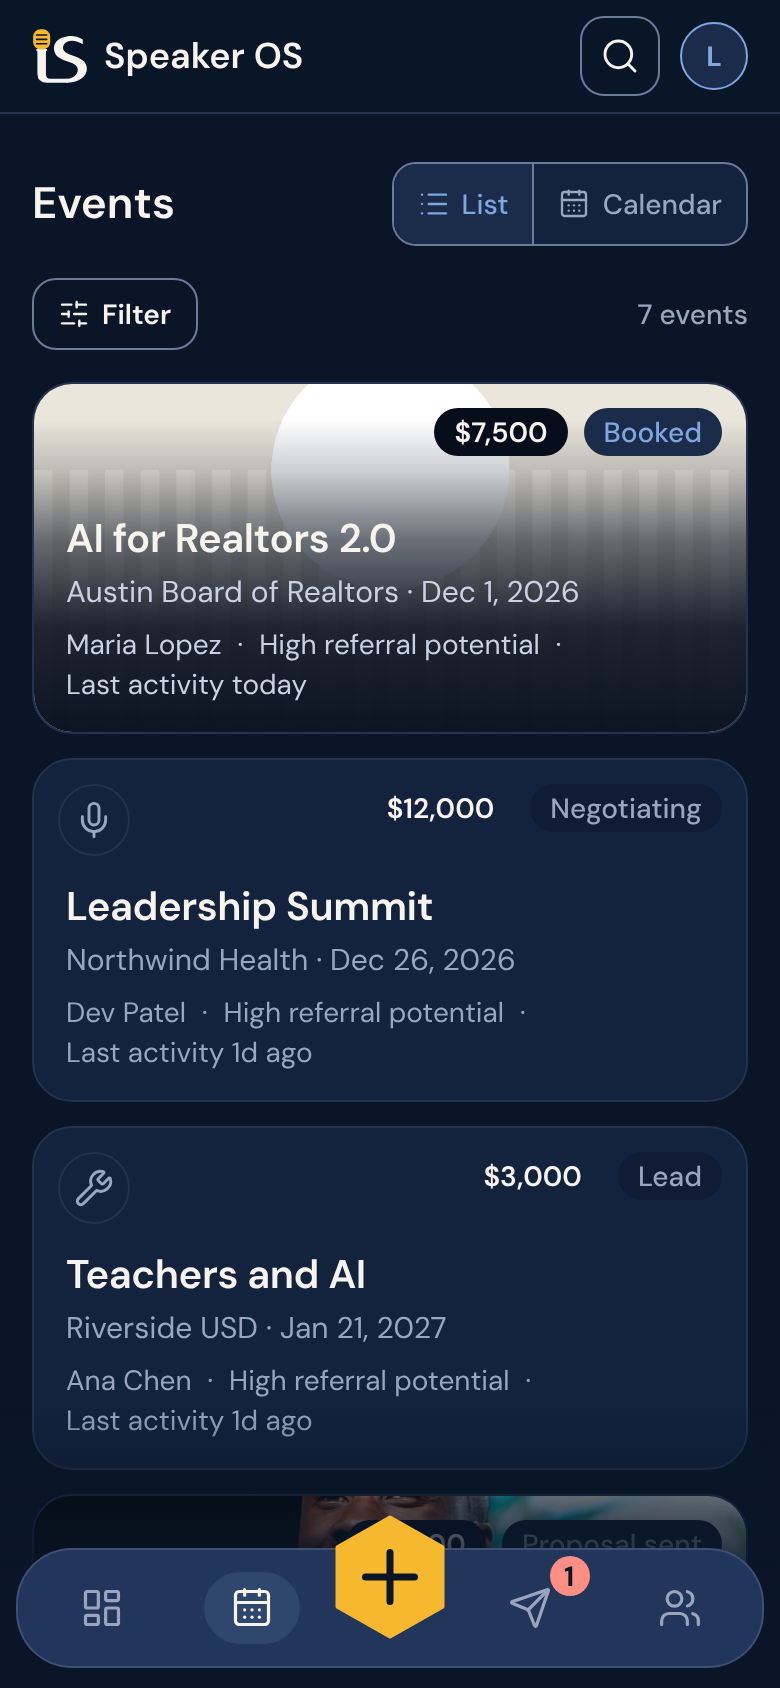 Speaker OS
L
Events
List
Calendar
Filter
7 events
$7,500
Booked
AI for Realtors 2.0
Austin Board of Realtors · Dec 1, 2026
Maria Lopez · High referral potential ·
Last activity today
$12,000
Negotiating
Leadership Summit
Northwind Health · Dec 26, 2026
Dev Patel · High referral potential ·
Last activity 1d ago
$3,000
Lead
Teachers and AI
Riverside USD · Jan 21, 2027
Ana Chen · High referral potential ·
Last activity 1d ago
Proposal sent
1